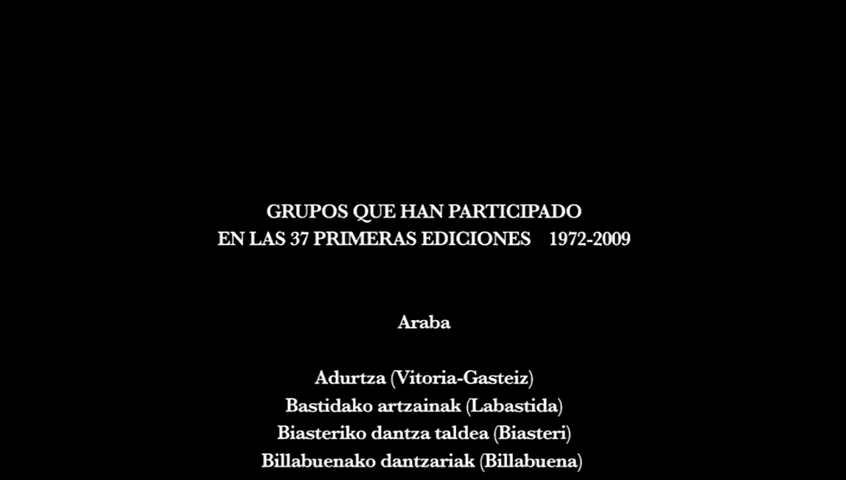 GRUPOS QUE HAN PARTICIPADO
EN LAS 37 PRIMERAS EDICIONES 1972-2009
Araba
Adurtza (Vitoria-Gasteiz)
Bastidako artzainak (Labastida)
Biasteriko dantza taldea (Biasteri)
Billabuenako dantzariak (Billabuena)